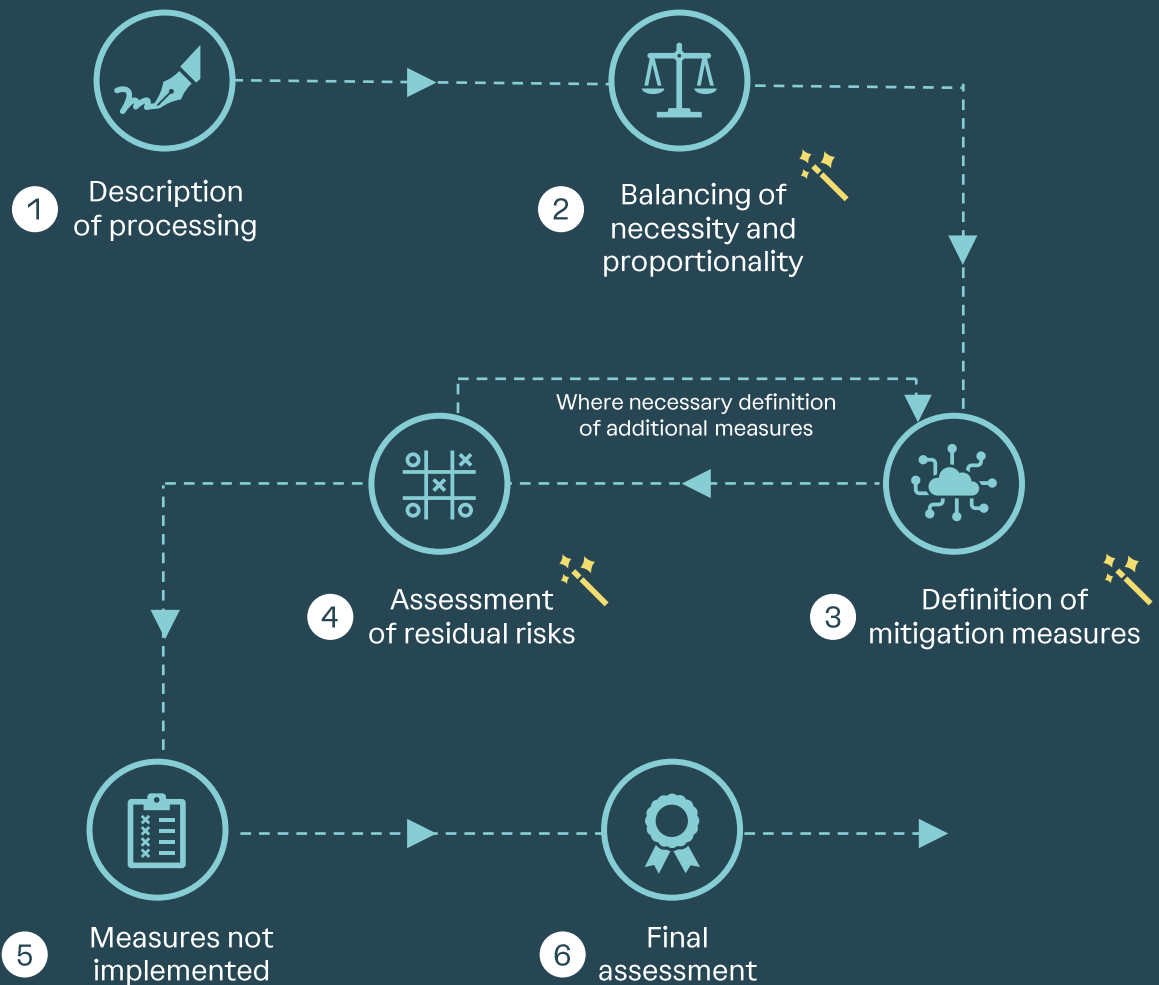 1
Description
of processing
2
Balancing of
necessity and
proportionality
Where necessary definition
of additional measures
4
Assessment
of residual risks
3
Definition of
mitigation measures
5
Measures not
implemented
6
Final
assessment